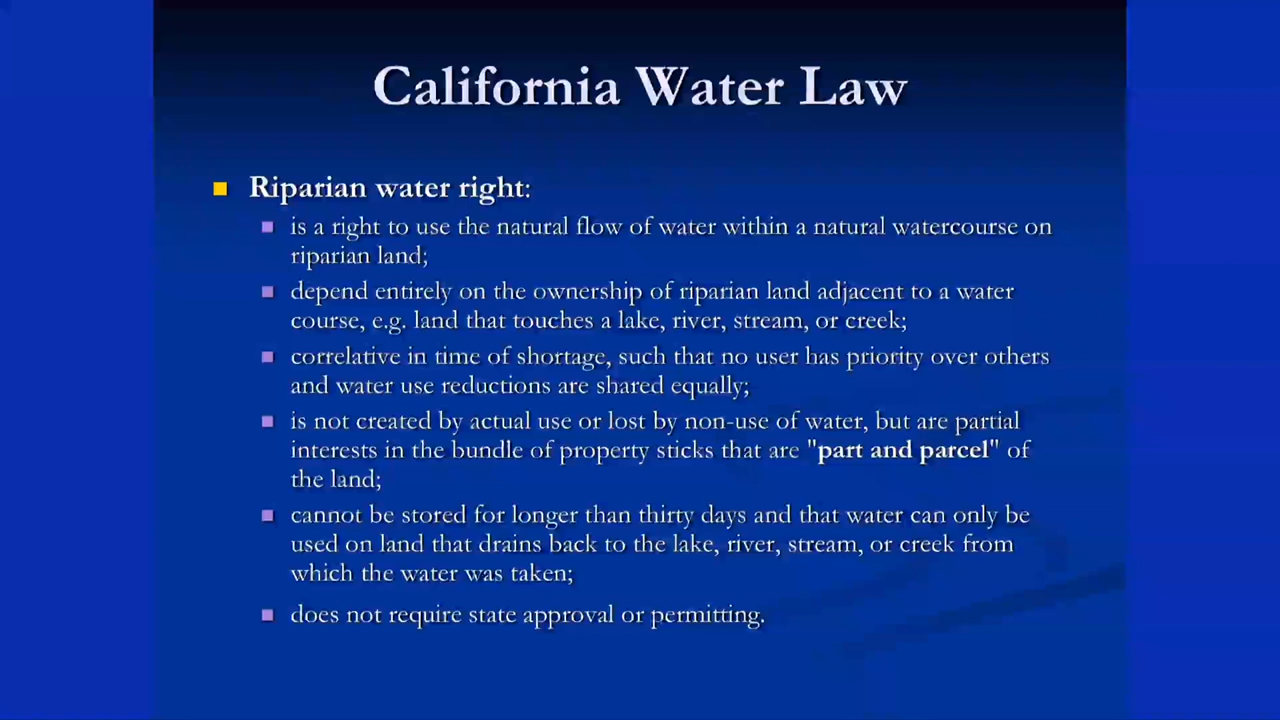 California Water Law
Riparian water right:
is a right to use the natural flow of water within a natural watercourse on
riparian land;
depend entirely on the ownership of riparian land adjacent to a water
course, e.g. land that touches a lake, river, stream, or creek;
correlative in time of shortage, such that no user has priority over others
and water use reductions are shared equally;
is not created by actual use or lost by non-use of water, but are partial
interests in the bundle of property sticks that are "part and parcel" of
the land;
cannot be stored for longer than thirty days and that water can only be
used on land that drains back to the lake, river, stream, or creek from
which the water was taken;
does not require state approval or permitting.